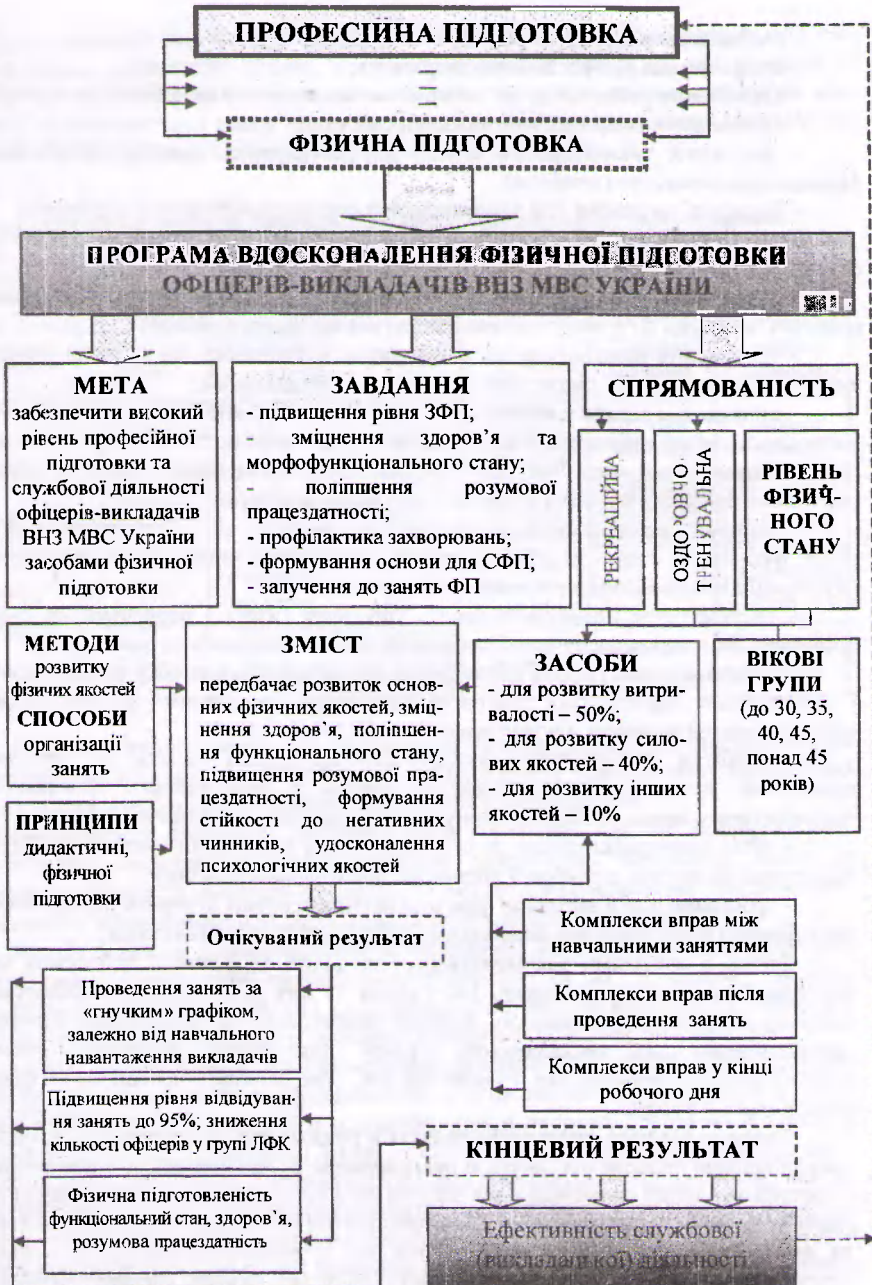 ПРОФЕСІЙНА ПІДГОТОВКА
ФІЗИЧНА ПІДГОТОВКА
ПРОГРАМА ВДОСКОНАЛЕННЯ ФІЗИЧНОЇ ПІДГОТОВКИ
ОФІЦЕРІВ-ВИКЛАДАЧІВ ВНЗ МВС УКРАЇНИ
МЕТА
забезпечити високий
рівень професійної
підготовки та
службової діяльності
офіцерів-викладачів
ВНЗ МВС України
засобами фізичної
підготовки
ЗАВДАННЯ
- підвищення рівня ЗФП;
- зміцнення здоров'я та
морфофункціонального стану;
- поліпшення розумової
працездатності;
- профілактика захворювань;
- формування основи для СФП;
- залучення до занять ФП
СПРЯМОВАНІСТЬ
РЕКРЕАЦІЙНА
ОЗДОРОВЧО
ТРЕНУВАЛЬНА
РІВЕНЬ
ФІЗИЧ-
НОГО
СТАНУ
МЕТОДИ
розвитку
фізичих якостей
СПОСОБИ
організації
занять
ПРИНЦИПИ
дидактичні,
фізичної
підготовки
ЗМІСТ
передбачає розвиток основ-
них фізичних якостей, зміц-
нення здоров'я, поліпшен-
ня функціонального стану,
підвищення розумової пра-
цездатності, формування
стійкості до негативних
чинників, удосконалення
психологічних якостей
ЗАСОБИ
- для розвитку витри-
валості – 50%;
- для розвитку сило-
вих якостей – 40%;
- для розвитку інших
якостей – 10%
ВІКОВІ
ГРУПИ
(до 30, 35,
40, 45,
понад 45
років)
Очікуваний результат
Проведення занять за
«гнучким» графіком,
залежно від навчального
навантаження викладачів
Підвищення рівня відвідуван-
ня занять до 95%; зниження
кількості офіцерів у групі ЛФК
Фізична підготовленість
функціональний стан, здоров'я,
розумова працездатність
Комплекси вправ між
навчальними заняттями
Комплекси вправ після
проведення занять
Комплекси вправ у кінці
робочого дня
КІНЦЕВИЙ РЕЗУЛЬТАТ
Ефективність службової
(викладацької) діяльності